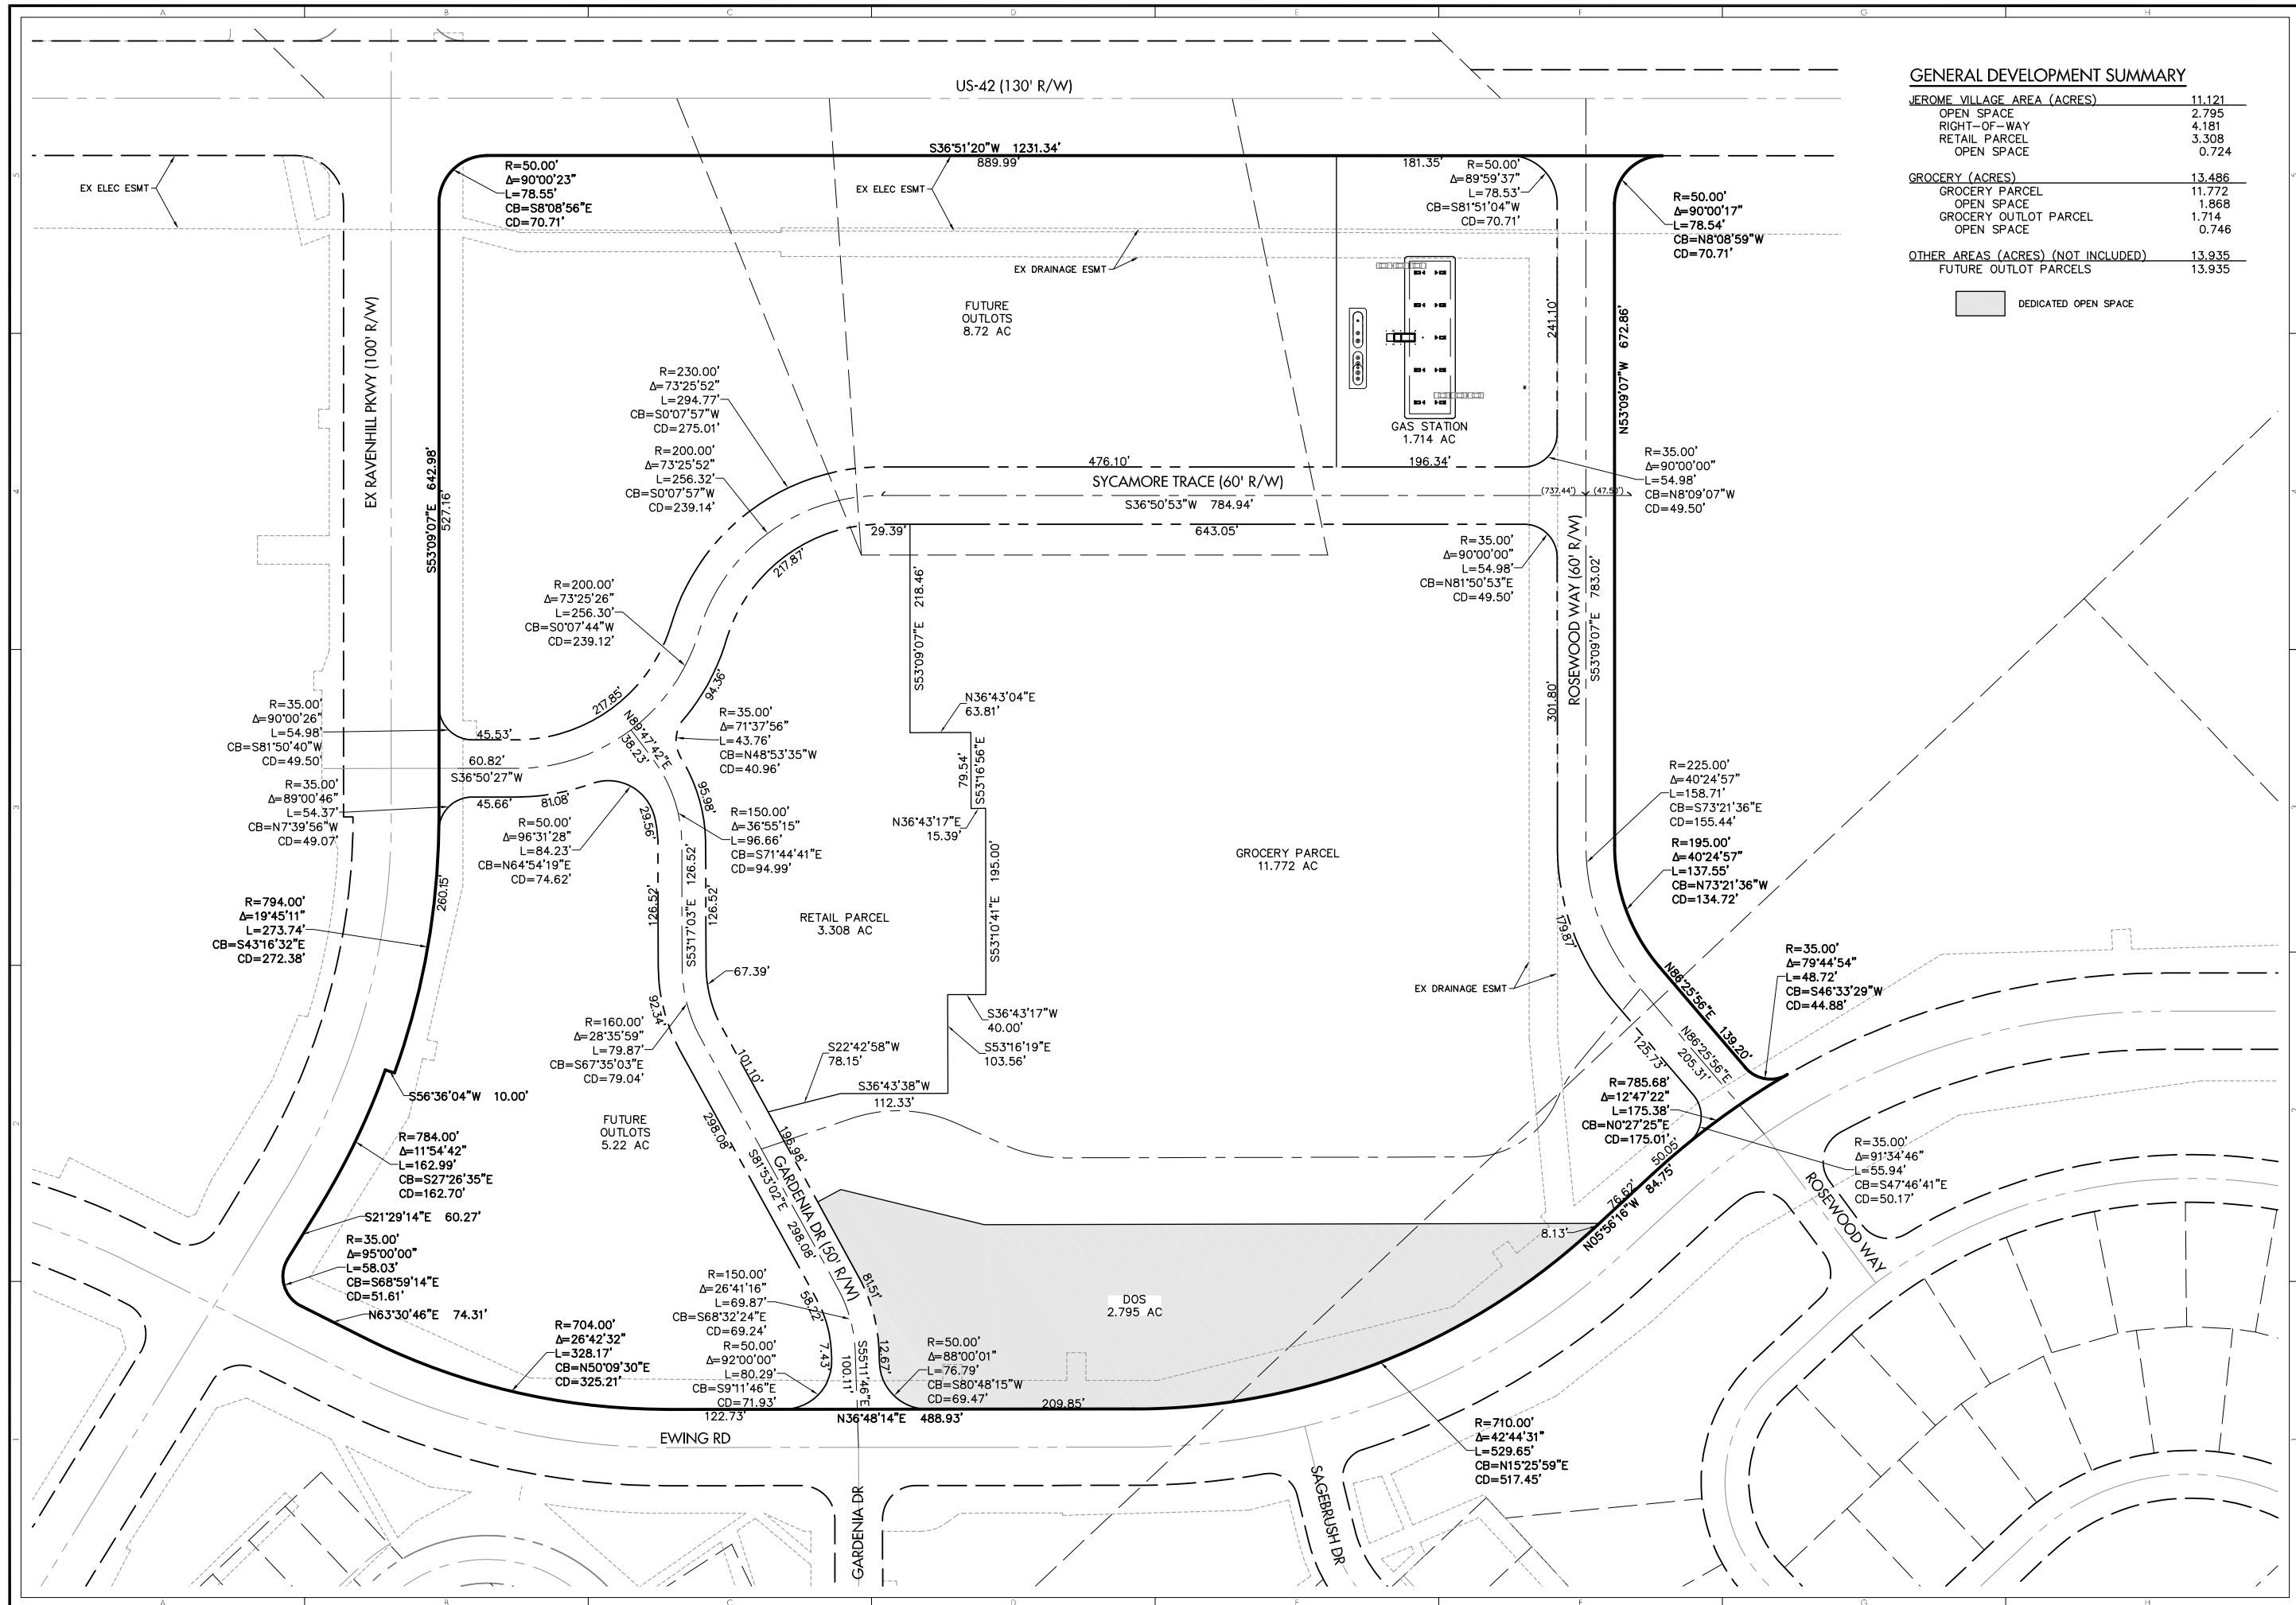 A
B
C
D
E
F
G
H
US-42 (130' R/W)
GENERAL DEVELOPMENT SUMMARY
JEROME VILLAGE AREA (ACRES) 11.121
OPEN SPACE 2.795
RIGHT-OF-WAY 4.181
RETAIL PARCEL 3.308
OPEN SPACE 0.724
GROCERY (ACRES) 13.486
GROCERY PARCEL 11.772
OPEN SPACE 1.868
GROCERY OUTLOT PARCEL 1.714
OPEN SPACE 0.746
OTHER AREAS (ACRES) (NOT INCLUDED) 13.935
FUTURE OUTLOT PARCELS 13.935
DEDICATED OPEN SPACE
S36°51'20"W 1231.34'
889.99'
181.35'
EX ELEC ESMT
R=50.00'
Δ=90°00'23"
L=78.55'
CB=S8°08'56"E
CD=70.71'
EX ELEC ESMT
R=50.00'
Δ=89°59'37"
L=78.53'
CB=S81°51'04"W
CD=70.71'
R=50.00'
Δ=90°00'17"
L=78.54'
CB=N8°08'59"W
CD=70.71'
EX DRAINAGE ESMT
EX RAVENHILL PKWY (100' R/W)
FUTURE
OUTLOTS
8.72 AC
241.10'
N53°09'07"W 672.86'
GAS STATION
1.714 AC
R=230.00'
Δ=73°25'52"
L=294.77'
CB=S0°07'57"W
CD=275.01'
R=200.00'
Δ=73°25'52"
L=256.32'
CB=S0°07'57"W
CD=239.14'
S53°09'07"E 642.98'
527.16'
476.10'
196.34'
SYCAMORE TRACE (60' R/W)
S36°50'53"W 784.94'
(737.44')
(47.50')
R=35.00'
Δ=90°00'00"
L=54.98'
CB=N8°09'07"W
CD=49.50'
29.39'
643.05'
217.87'
R=35.00'
Δ=90°00'00"
L=54.98'
CB=N81°50'53"E
CD=49.50'
ROSEWOOD WAY (60' R/W)
S53°09'07"E 783.02'
R=200.00'
Δ=73°25'26"
L=256.30'
CB=S0°07'44"W
CD=239.12'
S53°09'07"E 218.46'
94.36'
217.85'
N89°47'42"E
38.23'
N36°43'04"E
63.81'
301.80'
R=35.00'
Δ=90°00'26"
L=54.98'
CB=S81°50'40"W
CD=49.50'
45.53'
60.82'
S36°50'27"W
R=35.00'
Δ=71°37'56"
L=43.76'
CB=N48°53'35"W
CD=40.96'
79.54'
S53°16'56"E
R=35.00'
Δ=89°00'46"
L=54.37'
CB=N7°39'56"W
CD=49.07'
45.66'
81.08'
95.98'
29.56'
R=50.00'
Δ=96°31'28"
L=84.23'
CB=N64°54'19"E
CD=74.62'
R=150.00'
Δ=36°55'15"
L=96.66'
CB=S71°44'41"E
CD=94.99'
N36°43'17"E
15.39'
GROCERY PARCEL
11.772 AC
R=225.00'
Δ=40°24'57"
L=158.71'
CB=S73°21'36"E
CD=155.44'
R=195.00'
Δ=40°24'57"
L=137.55'
CB=N73°21'36"W
CD=134.72'
260.15'
R=794.00'
Δ=19°45'11"
L=273.74'
CB=S43°16'32"E
CD=272.38'
126.52'
S53°17'03"E 126.52'
126.52'
RETAIL PARCEL
3.308 AC
S53°10'41"E 195.00'
179.87'
67.39'
EX DRAINAGE ESMT
N86°25'56"E 139.20'
R=35.00'
Δ=79°44'54"
L=48.72'
CB=S46°33'29"W
CD=44.88'
92.34'
R=160.00'
Δ=28°35'59"
L=79.87'
CB=S67°35'03"E
CD=79.04'
S36°43'17"W
40.00'
S53°16'19"E
103.56'
S22°42'58"W
78.15'
101.10'
S36°43'38"W
112.33'
N86°25'56"E
205.31'
125.73'
S56°36'04"W 10.00'
R=785.68'
Δ=12°47'22"
L=175.38'
CB=N0°27'25"E
CD=175.01'
FUTURE
OUTLOTS
5.22 AC
298.08'
196.98'
S81°53'02"E 298.08'
GARDENIA DR (50' R/W)
R=784.00'
Δ=11°54'42"
L=162.99'
CB=S27°26'35"E
CD=162.70'
50.05'
76.62'
N05°56'16"W 84.75'
8.13'
R=35.00'
Δ=91°34'46"
L=55.94'
CB=S47°46'41"E
CD=50.17'
ROSEWOOD WAY
S21°29'14"E 60.27'
R=35.00'
Δ=95°00'00"
L=58.03'
CB=S68°59'14"E
CD=51.61'
N63°30'46"E 74.31'
R=704.00'
Δ=26°42'32"
L=328.17'
CB=N50°09'30"E
CD=325.21'
R=150.00'
Δ=26°41'16"
L=69.87'
CB=S68°32'24"E
CD=69.24'
R=50.00'
Δ=92°00'00"
L=80.29'
CB=S9°11'46"E
CD=71.93'
58.22'
81.51'
7.43'
12.67'
S55°11'46"E
100.11'
R=50.00'
Δ=88°00'01"
L=76.79'
CB=S80°48'15"W
CD=69.47'
DOS
2.795 AC
122.73'
N36°48'14"E 488.93'
209.85'
EWING RD
R=710.00'
Δ=42°44'31"
L=529.65'
CB=N15°25'59"E
CD=517.45'
GARDENIA DR
SAGEBRUSH DR
5
4
3
2
1
A
B
C
D
E
F
G
H